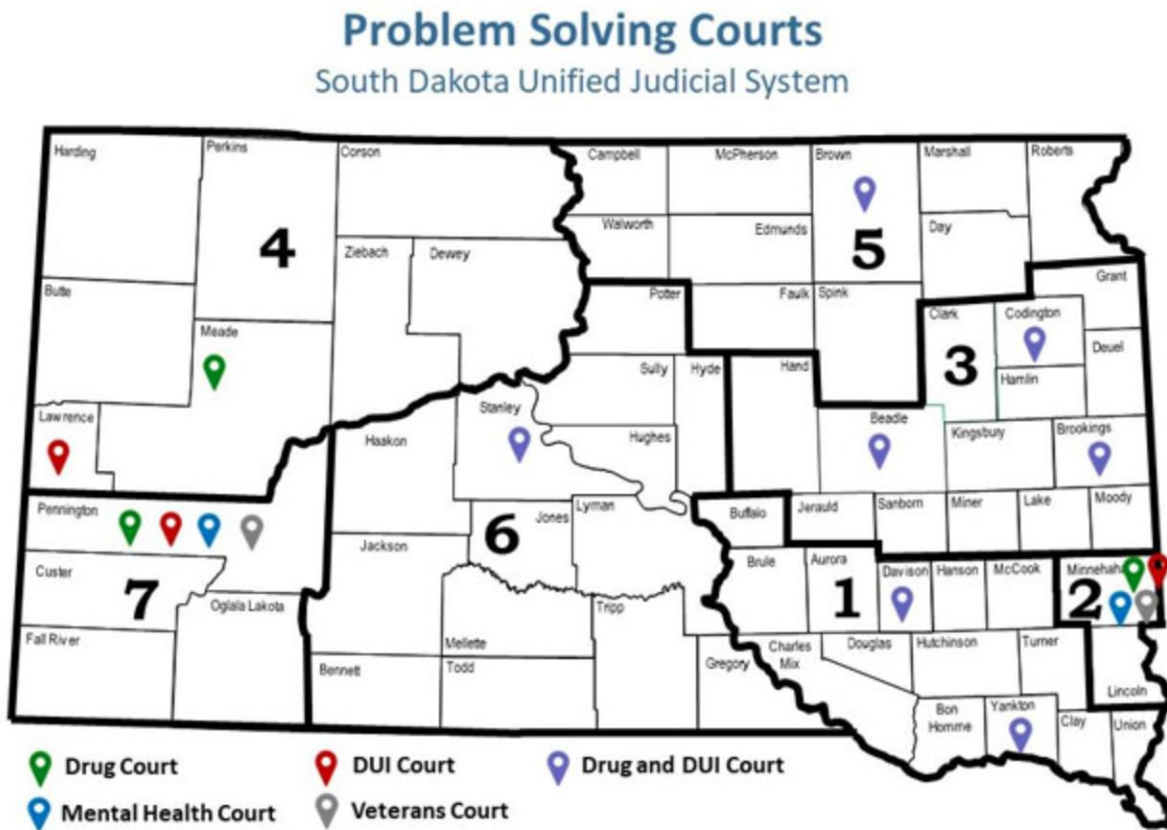 Problem Solving Courts
South Dakota Unified Judicial System
Harding
Perkins
Corson
Campbell
McPherson
Brown
Marshall
Roberts
4
Walworth
Edmunds
5
Day
Ziebach
Dewey
Butte
Potter
Faulk
Spink
Grant
Meade
Clark
Codington
3
Deuel
Sully
Hyde
Hand
Hamlin
Lawrence
Stanley
Haakon
Hughes
Beadle
Kingsbury
Brookings
Pennington
Lyman
Jones
6
Buffalo
Jerauld
Sanborn
Miner
Lake
Moody
Jackson
Custer
7
Oglala Lakota
Brule
Aurora
1
Davison
Hanson
McCook
Minnehaha
2
Fall River
Mellette
Tripp
Bennett
Todd
Gregory
Charles
Mix
Douglas
Hutchinson
Turner
Lincoln
Bon
Homme
Yankton
Clay
Union
Drug Court
DUI Court
Drug and DUI Court
Mental Health Court
Veterans Court